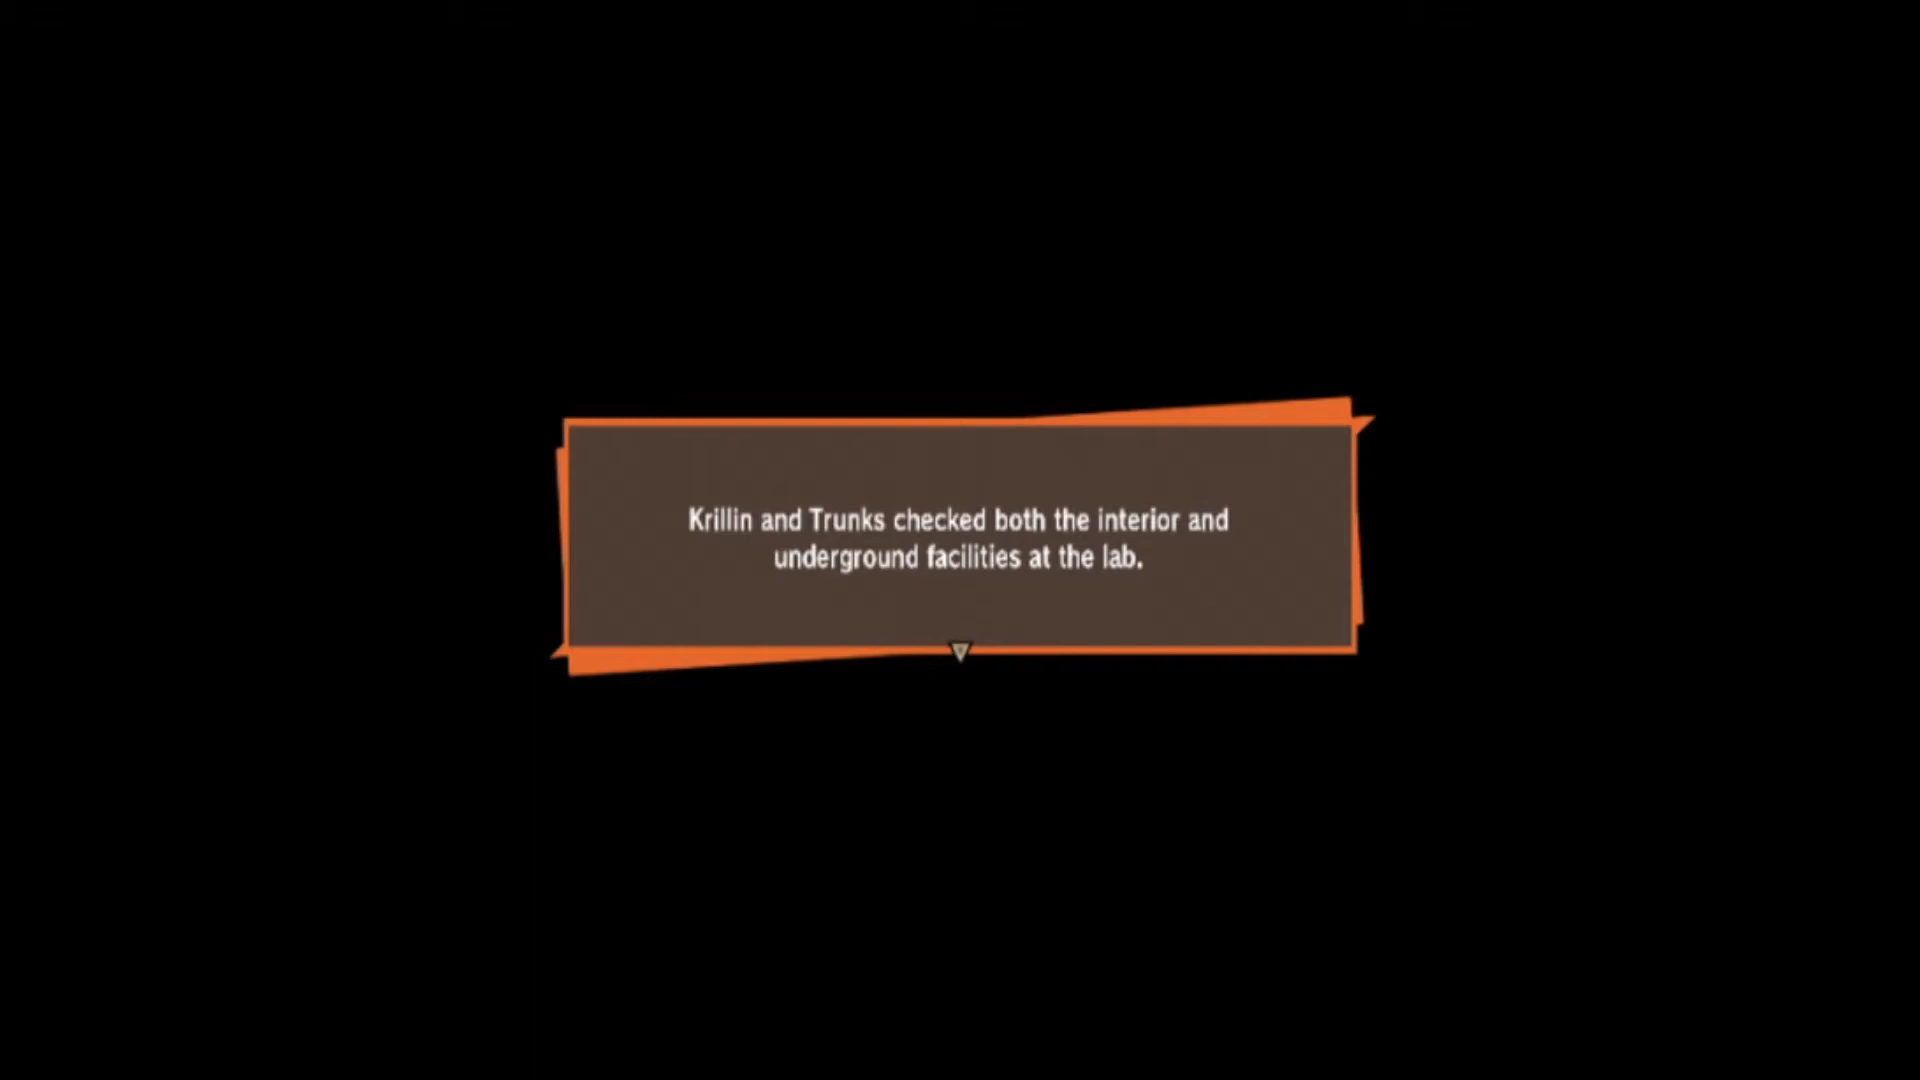 Krillin and Trunks checked both the interior and
underground facilities at the lab.